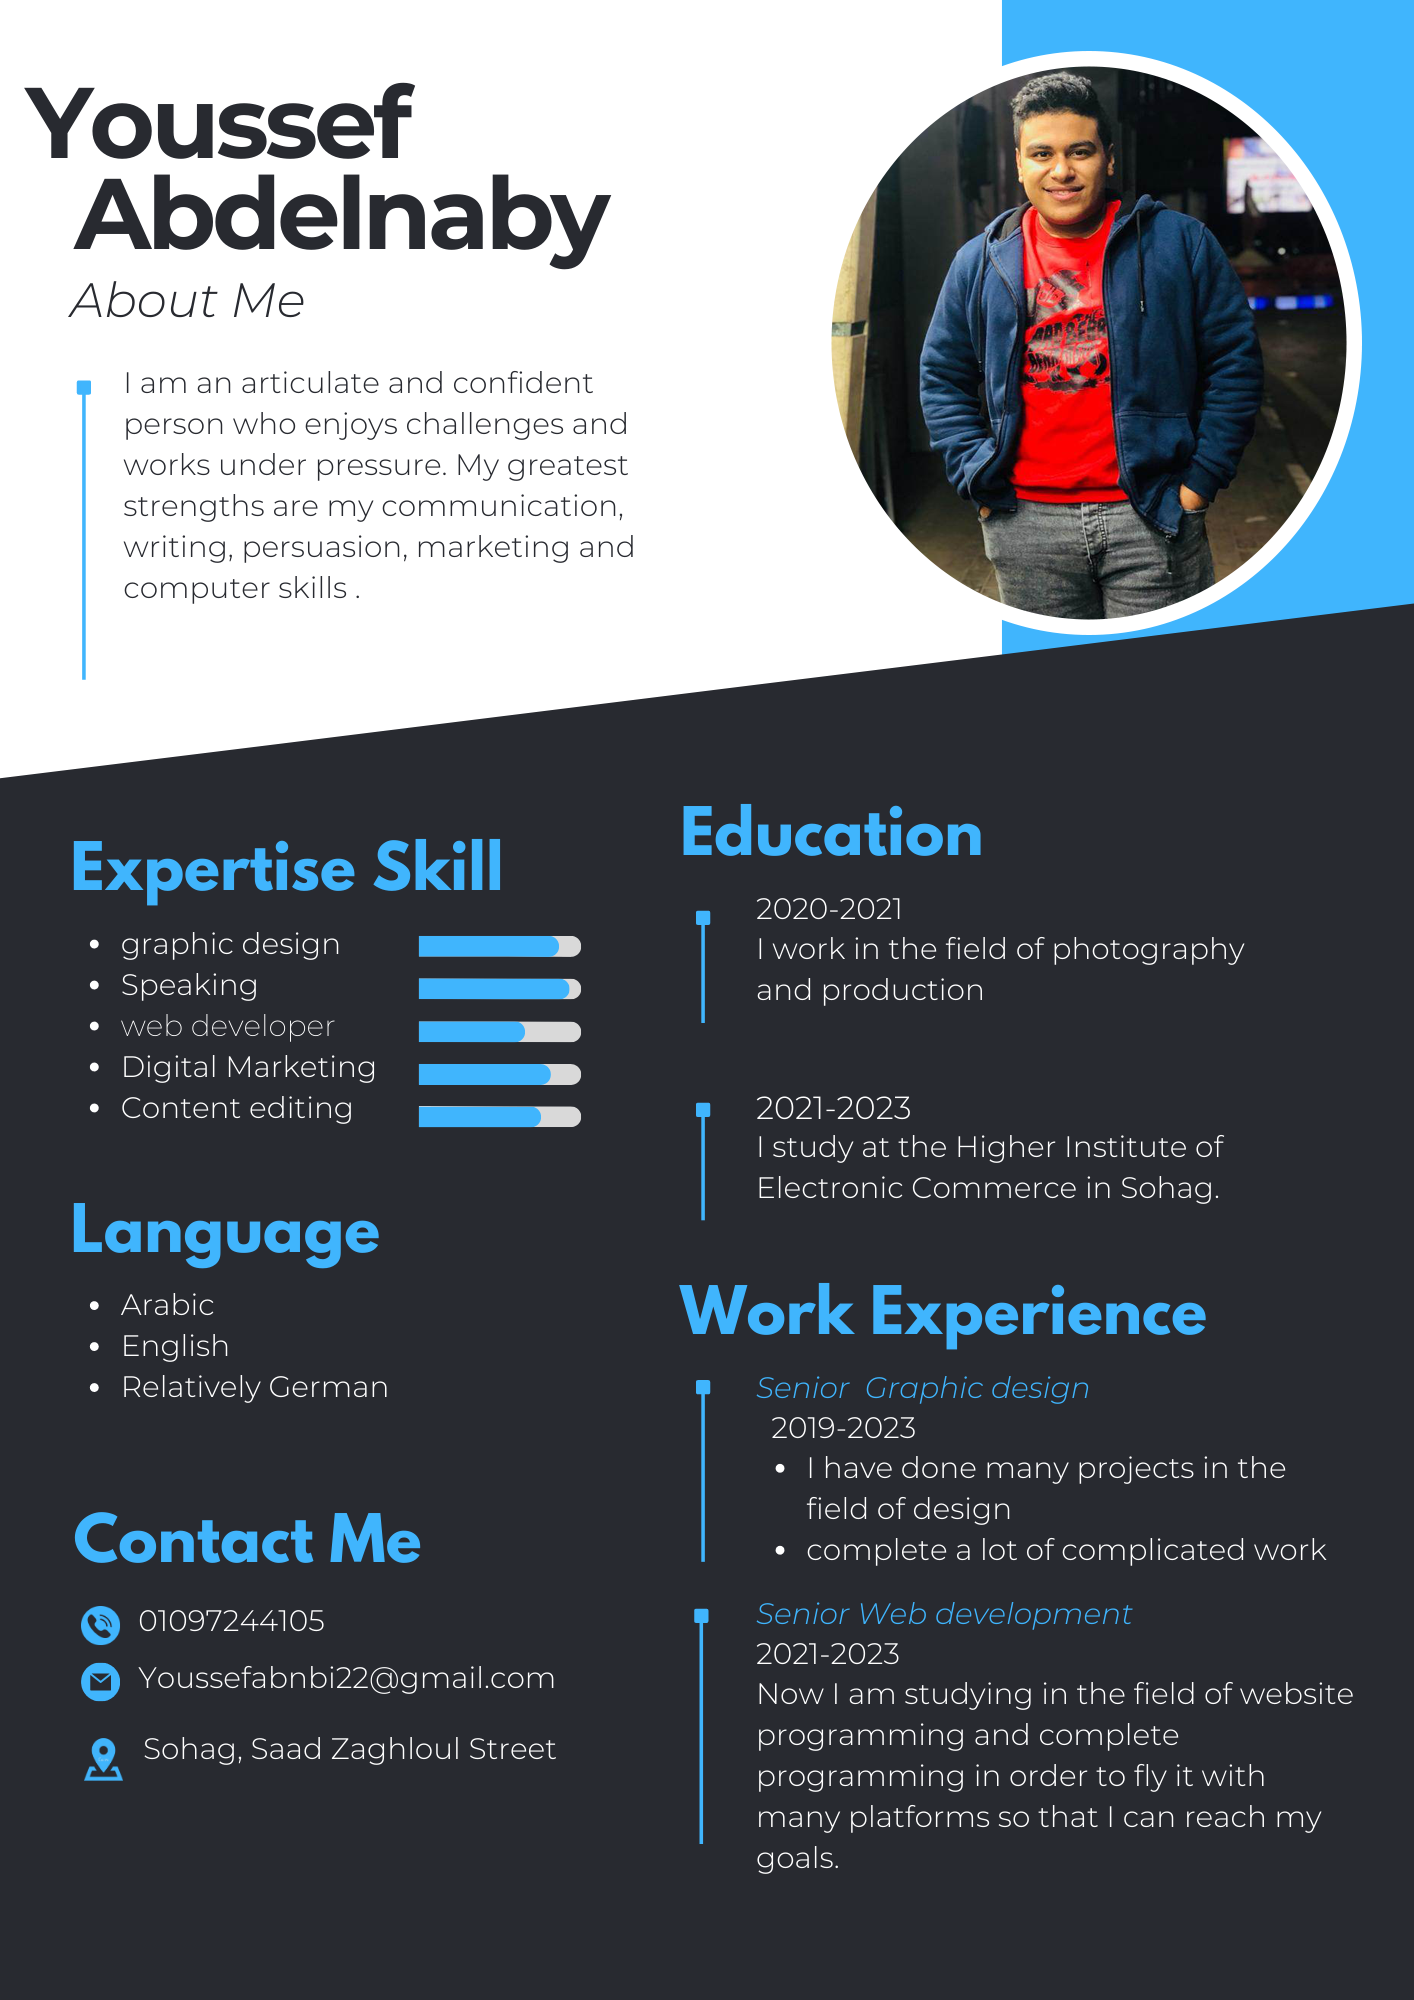 Youssef
Abdelnaby
About Me
I am an articulate and confident
person who enjoys challenges and
works under pressure. My greatest
strengths are my communication,
writing, persuasion, marketing and
computer skills .
Expertise Skill
• graphic design
• Speaking
• web developer
• Digital Marketing
• Content editing
Language
• Arabic
• English
• Relatively German
Contact Me
01097244105
Youssefabnbi22@gmail.com
Sohag, Saad Zaghloul Street
Education
2020-2021
I work in the field of photography
and production
2021-2023
I study at the Higher Institute of
Electronic Commerce in Sohag.
Work Experience
Senior Graphic design
2019-2023
• I have done many projects in the
field of design
• complete a lot of complicated work
Senior Web development
2021-2023
Now I am studying in the field of website
programming and complete
programming in order to fly it with
many platforms so that I can reach my
goals.